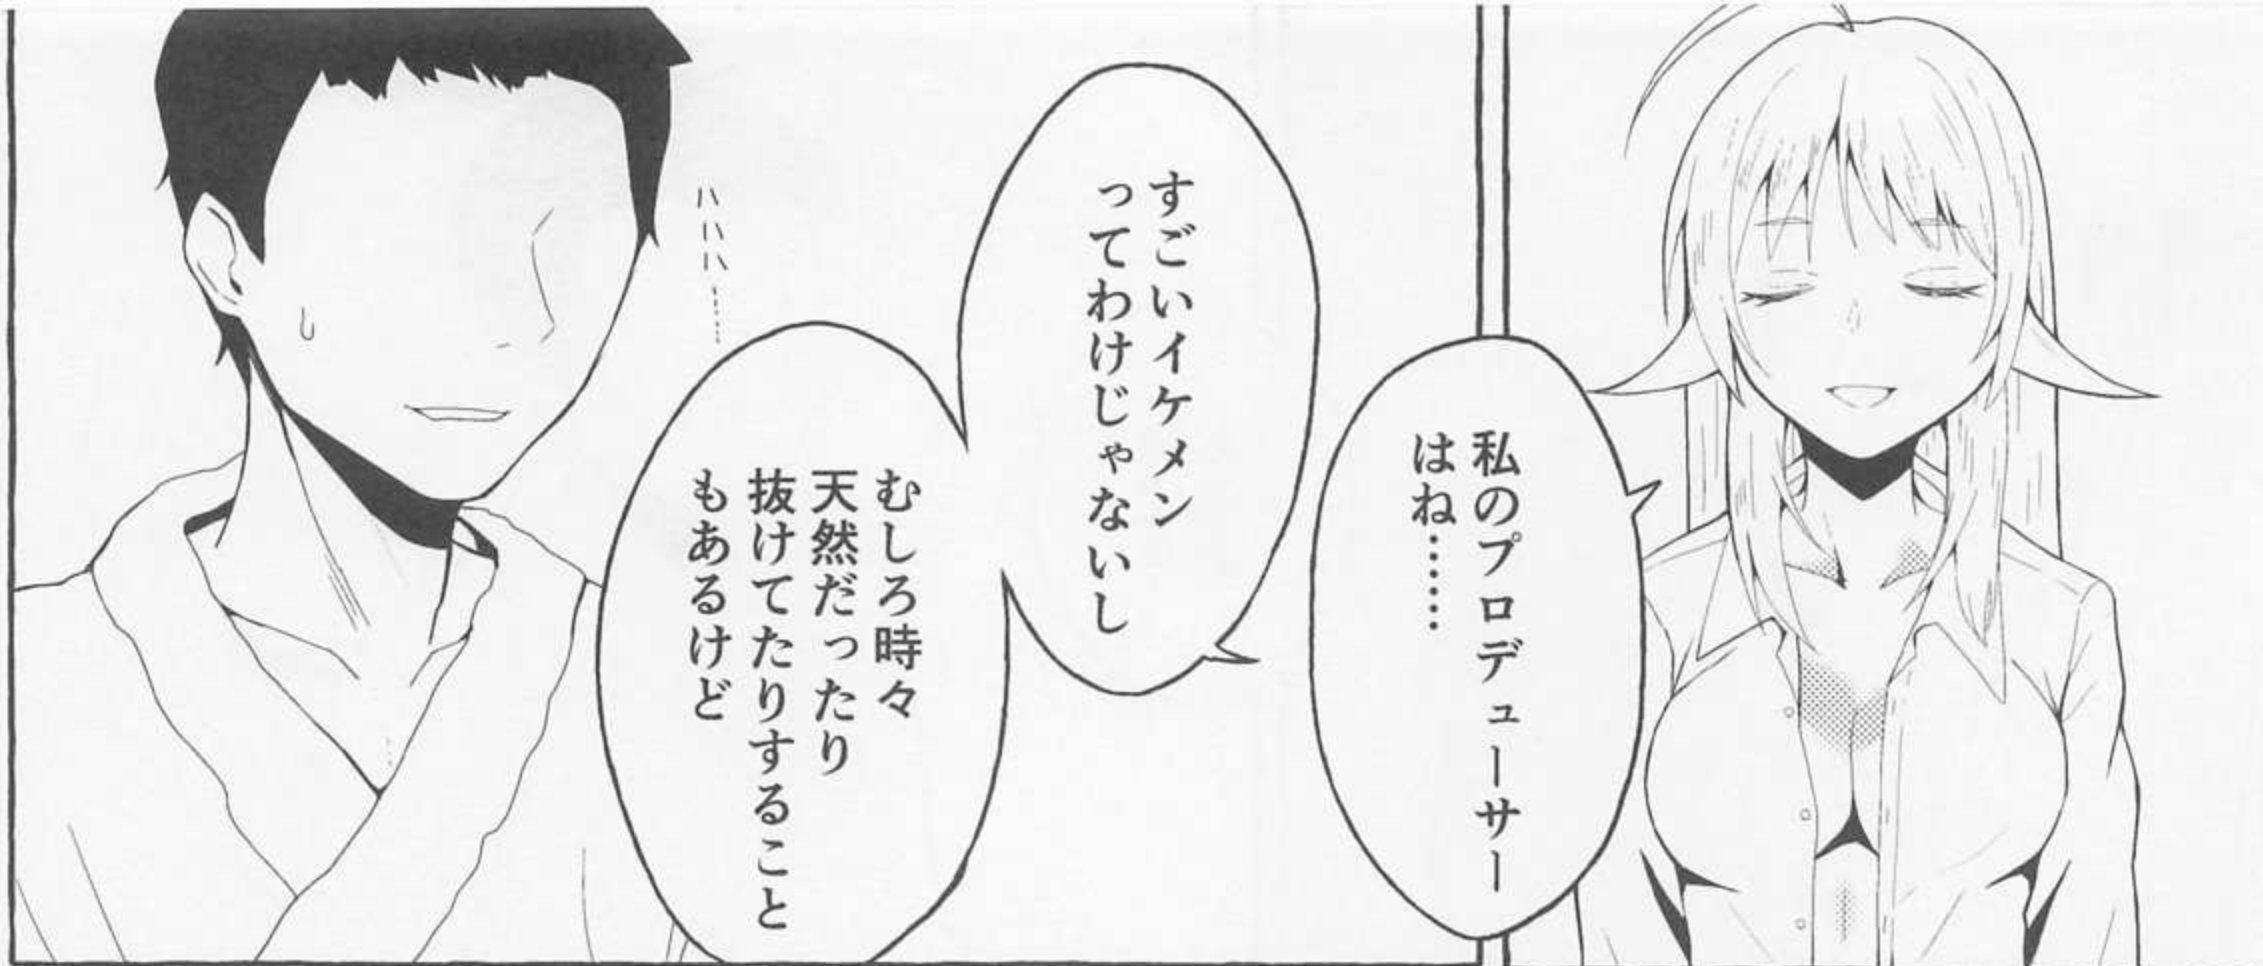 私のプロデューサー
はね……
すごいイケメン
ってわけじゃないし
むしろ時々
天然だったり
抜けてたりすること
もあるけど
ハハハ……